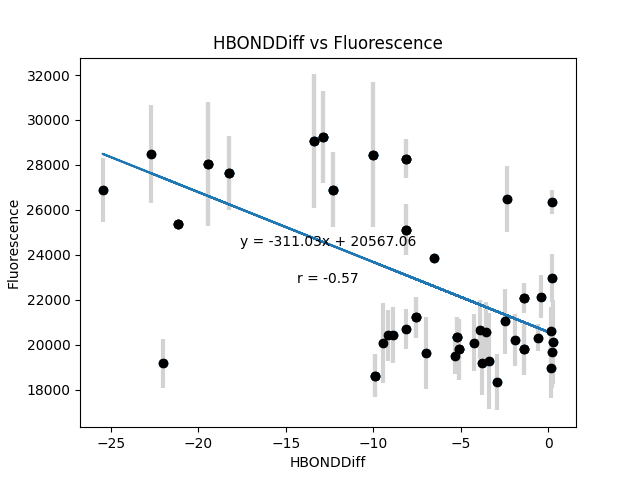 HBONDDiff vs Fluorescence
32000
30000
28000
26000
24000
22000
20000
18000
Fluorescence
y = -311.03x + 20567.06
r = -0.57
−25
−20
−15
−10
−5
0
HBONDDiff